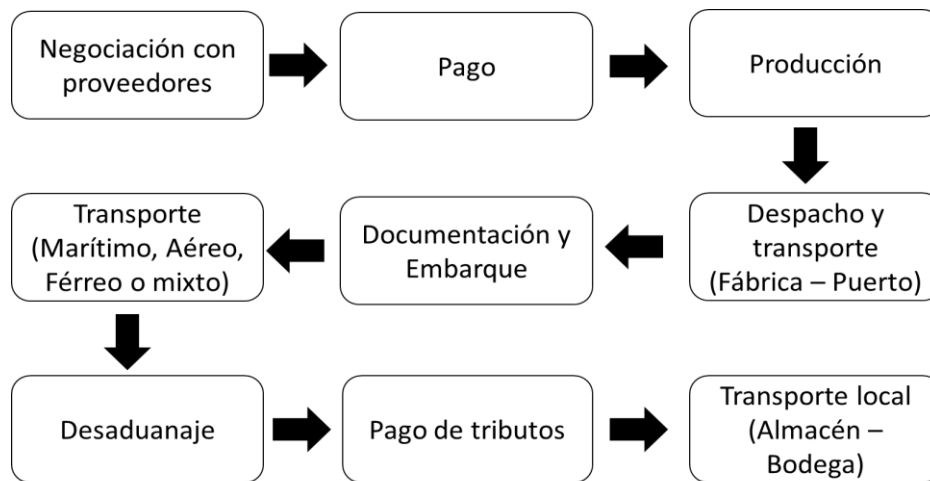 Negociación con
proveedores
Pago
Producción
Despacho y
transporte
(Fábrica – Puerto)
Documentación y
Embarque
Transporte
(Marítimo, Aéreo,
Férreo o mixto)
Desaduanaje
Pago de tributos
Transporte local
(Almacén –
Bodega)